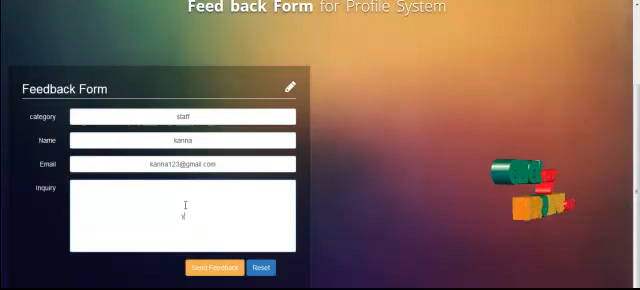 Feed back Form for Profile System
Feedback Form
category
staff
Name
kanna
Email
kanna123@gmail.com
Inquiry
Send Feedback
Reset